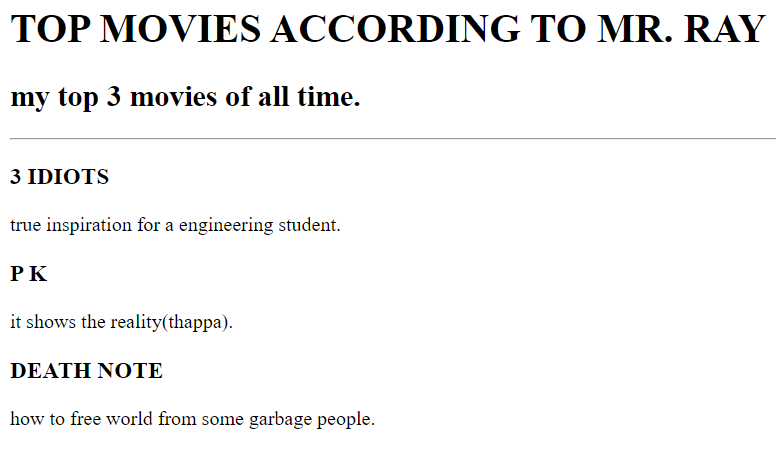 TOP MOVIES ACCORDING TO MR. RAY
my top 3 movies of all time.
3 IDIOTS
true inspiration for a engineering student.
P K
it shows the reality(thappa).
DEATH NOTE
how to free world from some garbage people.